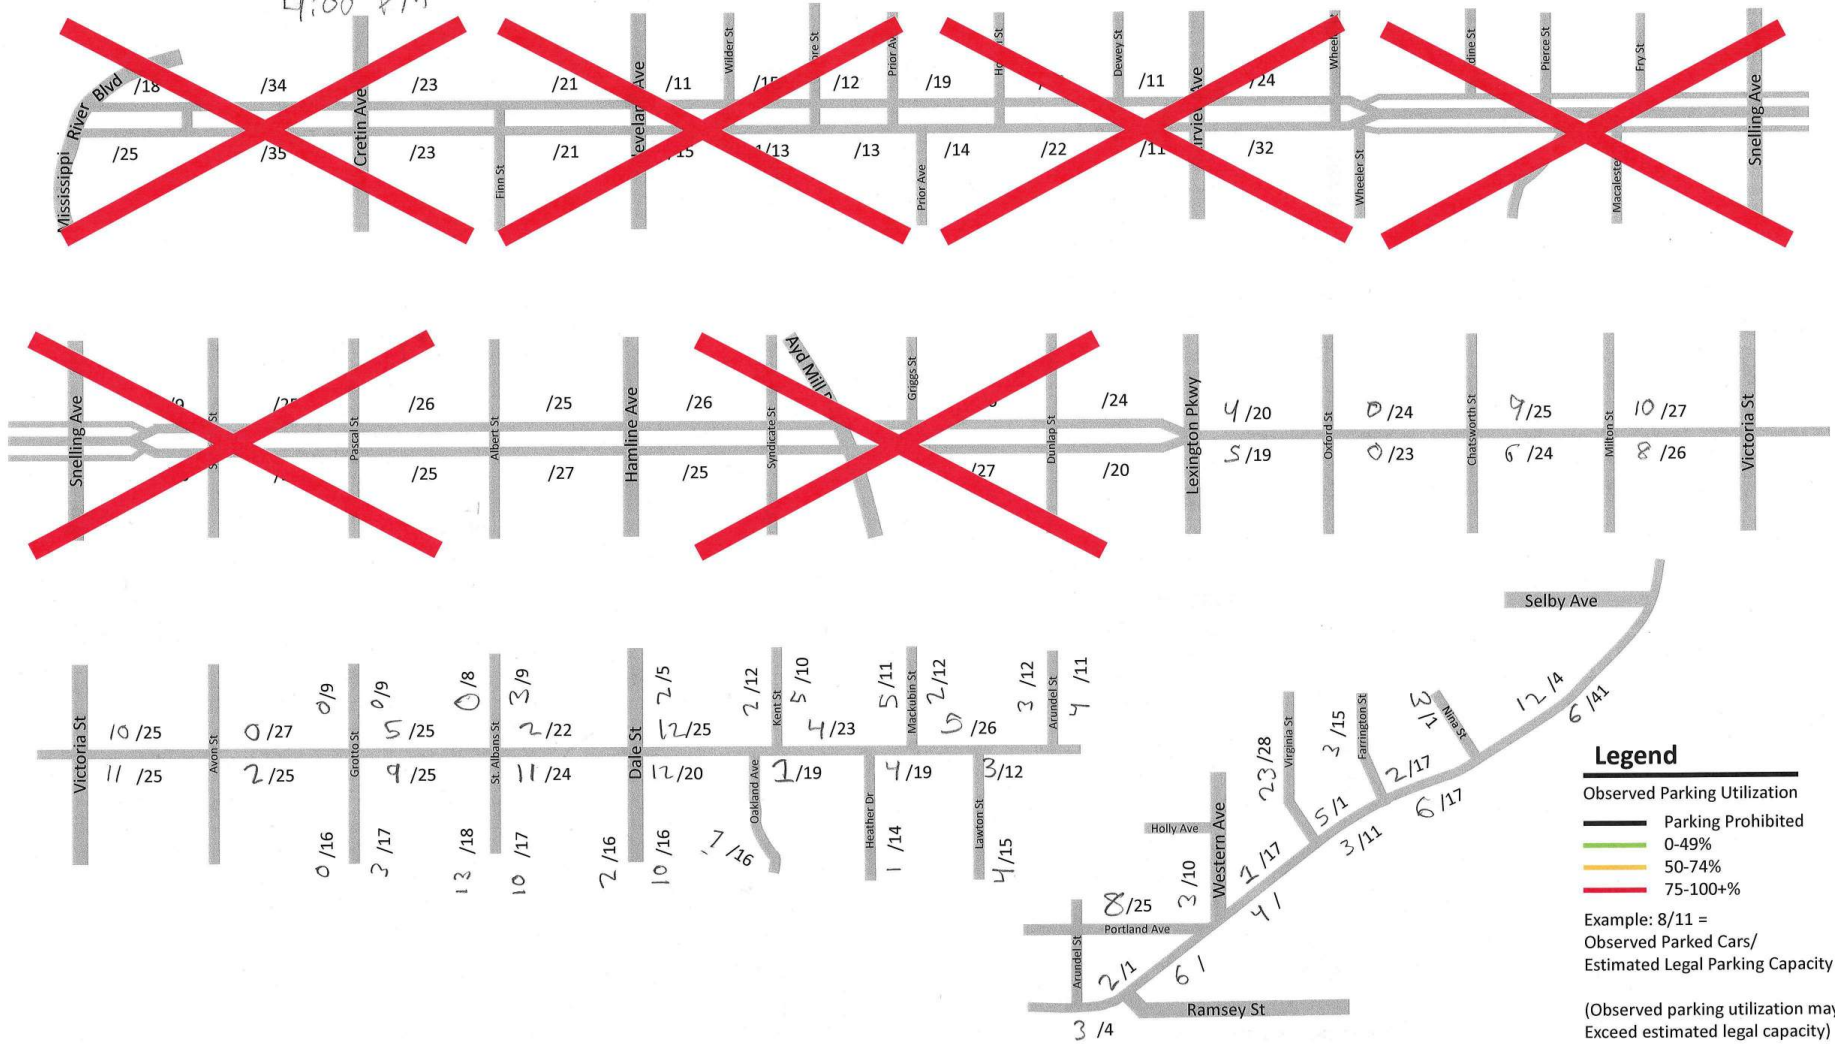 4:00 PM
Mississippi River Blvd
/18
/34
/23
/21
/11
/12
/19
/11
/24
Cretin Ave
Wilder St
Prior Av
Dewey St
Wheel
Pierce St
Fry St
Snelling Ave
/25
/35
/23
/21
/13
/13
/14
/22
/11
/32
Finn St
Prior Ave
Wheeler St
Macaleste
Snelling Ave
/26
/25
/26
/24
4/20
0/24
9/25
10/27
Pascal St
Albert St
Hamline Ave
Syndicate St
Ayd Mill
Griggs St
Dunlap St
Lexington Pkwy
Oxford St
Chatsworth St
Milton St
Victoria St
/25
/27
/25
/27
/20
5/19
0/23
6/24
8/26
Victoria St
Avon St
Grotto St
St. Albans St
Dale St
Kent St
Mackubin St
Arundel St
0/9
0/9
0/8
3/9
2/5
2/12
5/10
5/11
2/12
3/12
4/11
10/25
0/27
5/25
2/22
12/25
4/23
5/26
11/25
2/25
9/25
11/24
12/20
1/19
4/19
3/12
Oakland Ave
Heather Dr
Lawton St
0/16
3/17
13/18
10/17
2/16
10/16
7/16
1/14
4/15
Selby Ave
12/4
6/41
Nina St
3/1
Farrington St
3/15
Virginia St
23/28
2/17
6/17
5/1
3/11
Holly Ave
Western Ave
3/10
1/17
4/
8/25
Portland Ave
Arundel St
2/1
6/
Ramsey St
3/4
Legend
Observed Parking Utilization
Parking Prohibited
0-49%
50-74%
75-100+%
Example: 8/11 =
Observed Parked Cars/
Estimated Legal Parking Capacity
(Observed parking utilization may
Exceed estimated legal capacity)